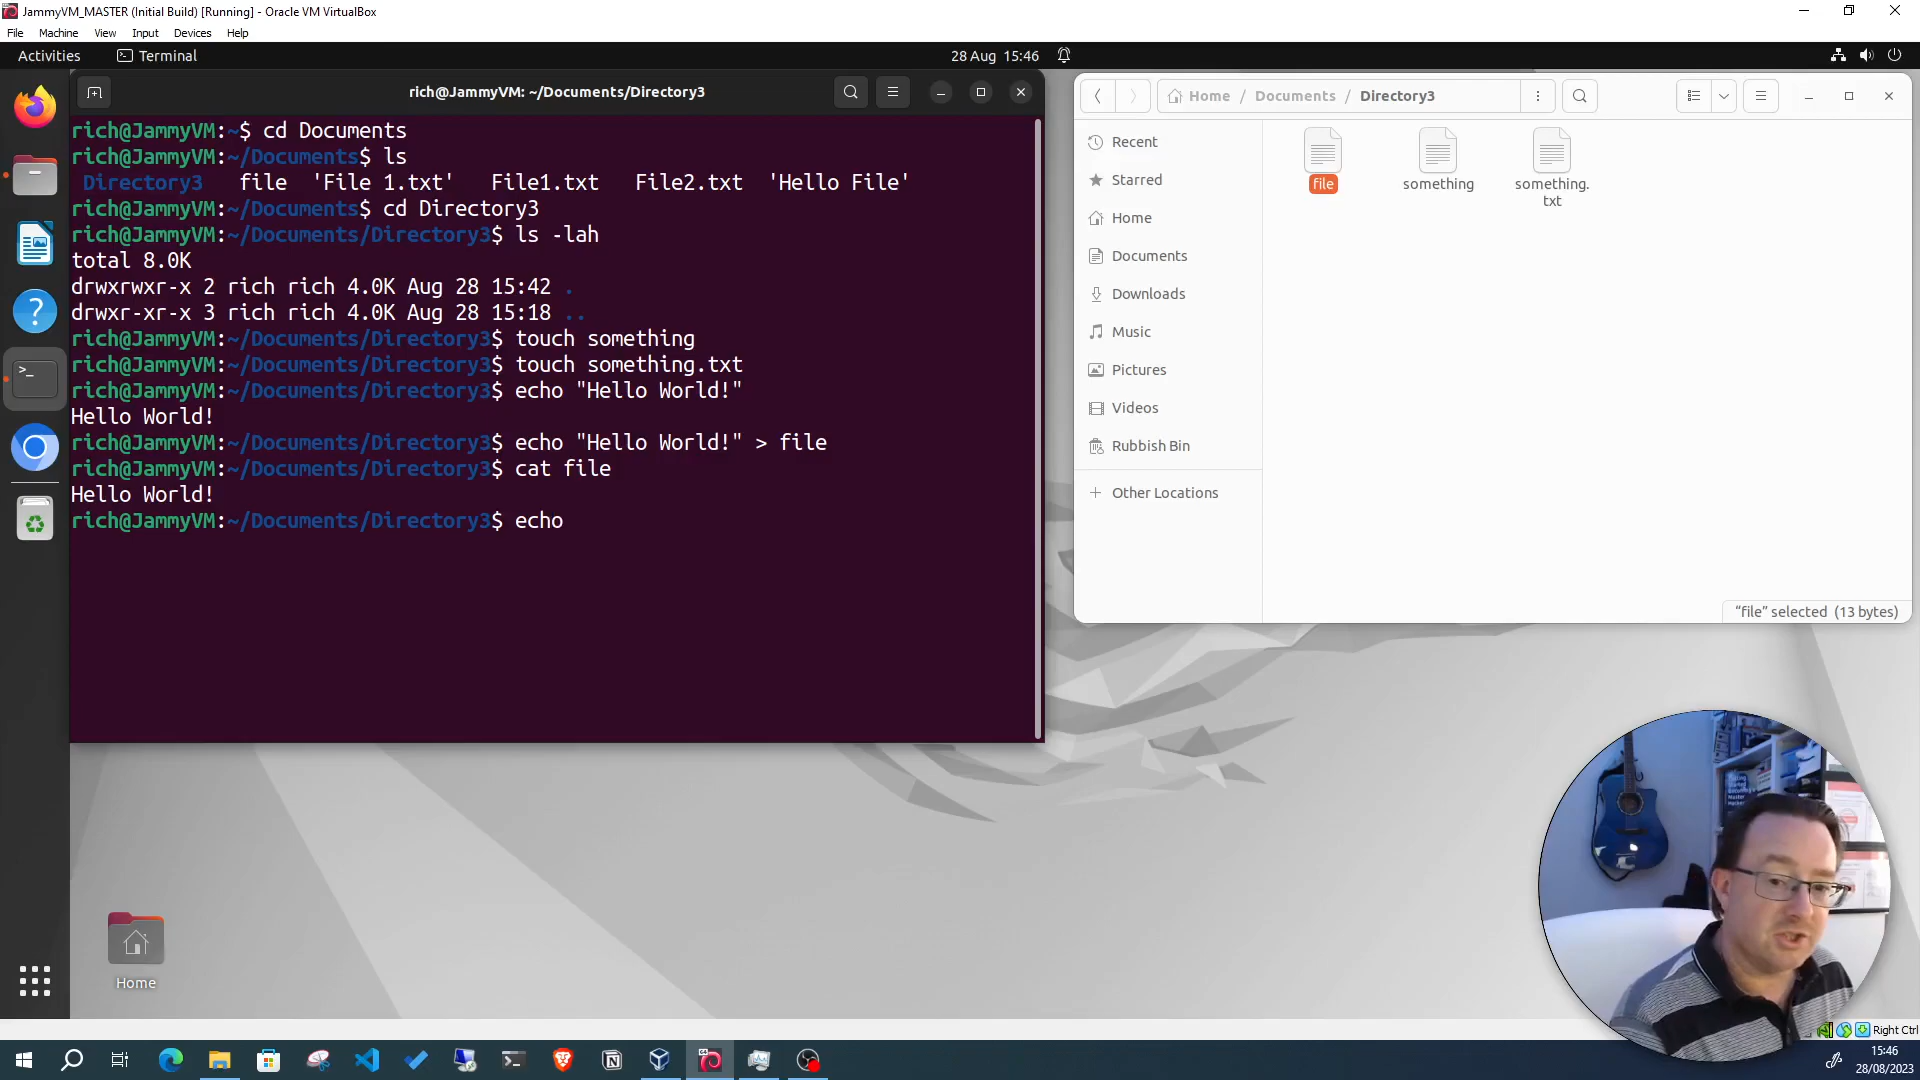 JammyVM_MASTER (Initial Build) [Running] - Oracle VM VirtualBox
File Machine View Input Devices Help
Activities Terminal 28 Aug 15:46
rich@JammyVM: ~/Documents/Directory3
rich@JammyVM:~$ cd Documents
rich@JammyVM:~/Documents$ ls
Directory3 file 'File 1.txt' File1.txt File2.txt 'Hello File'
rich@JammyVM:~/Documents$ cd Directory3
rich@JammyVM:~/Documents/Directory3$ ls -lah
total 8.0K
drwxrwxr-x 2 rich rich 4.0K Aug 28 15:42 .
drwxr-xr-x 3 rich rich 4.0K Aug 28 15:18 ..
rich@JammyVM:~/Documents/Directory3$ touch something
rich@JammyVM:~/Documents/Directory3$ touch something.txt
rich@JammyVM:~/Documents/Directory3$ echo "Hello World!"
Hello World!
rich@JammyVM:~/Documents/Directory3$ echo "Hello World!" > file
rich@JammyVM:~/Documents/Directory3$ cat file
Hello World!
rich@JammyVM:~/Documents/Directory3$ echo
Home / Documents / Directory3
Recent
Starred
Home
Documents
Downloads
Music
Pictures
Videos
Rubbish Bin
Other Locations
file
something
something.
txt
“file” selected (13 bytes)
Home
Right Ctrl
15:46
28/08/2023